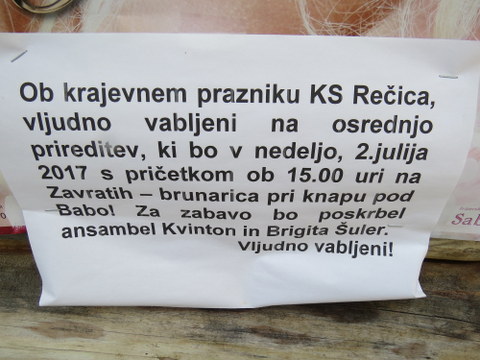 Ob krajevnem prazniku KS Rečica,
vljudno vabljeni na osrednjo
prireditev, ki bo v nedeljo, 2.julija
2017 s pričetkom ob 15.00 uri na
Zavratih – brunarica pri knapu pod
Babo! Za zabavo bo poskrbel
ansambel Kvinton in Brigita Šuler.
Vljudno vabljeni!